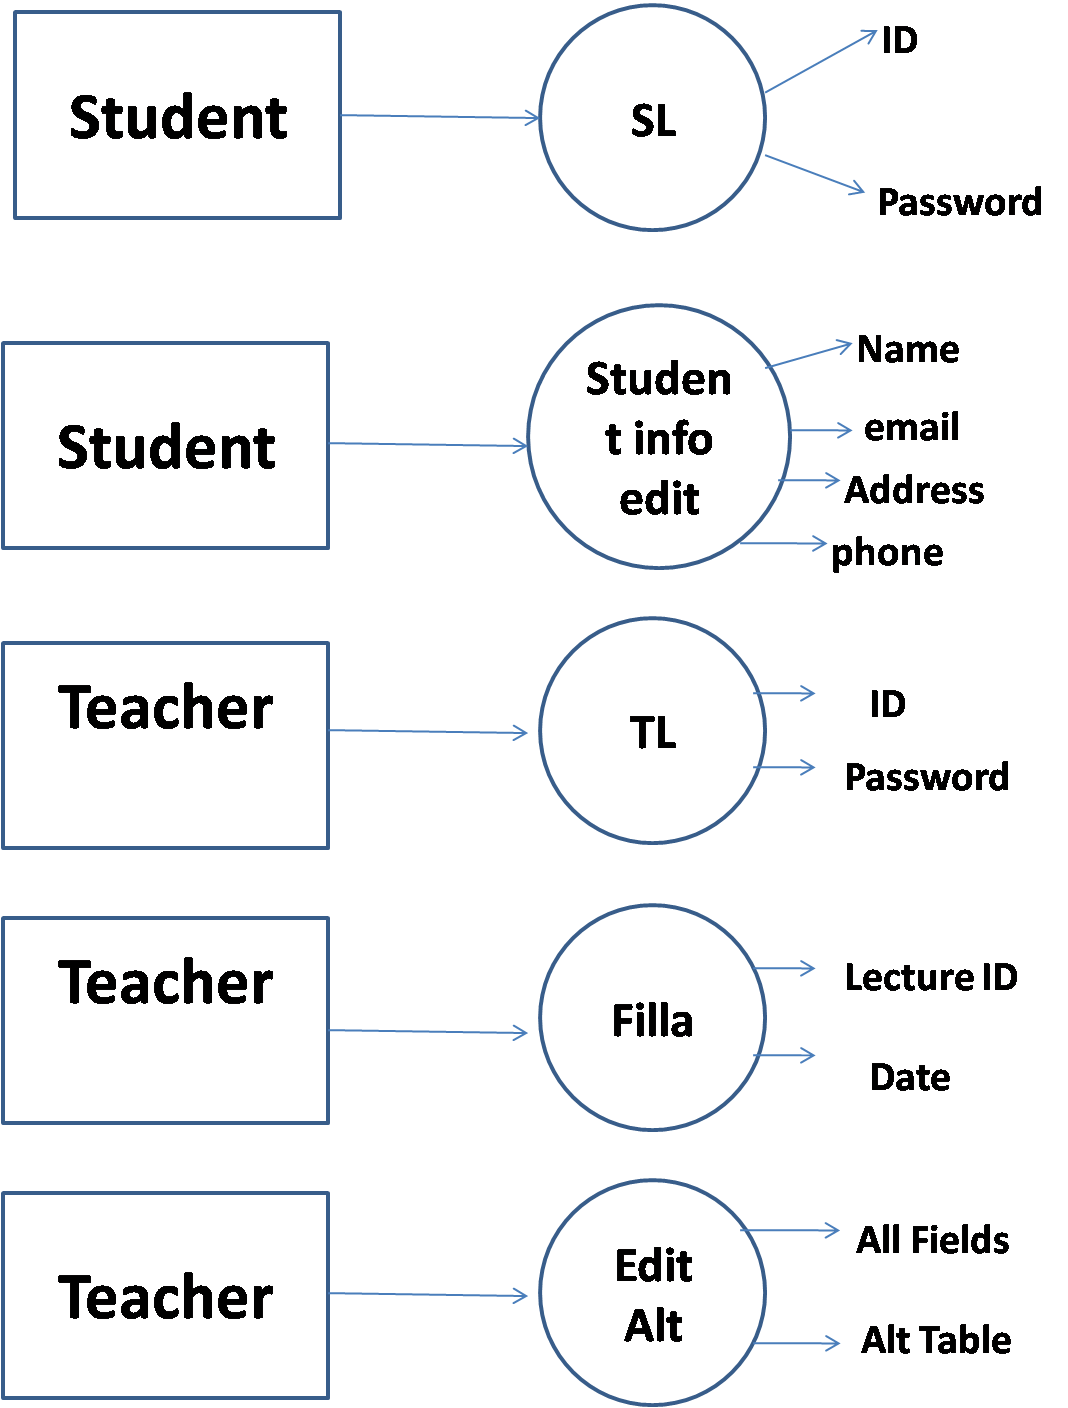 Student
SL
ID
Password
Student
Studen
t info
edit
Name
email
Address
phone
Teacher
TL
ID
Password
Teacher
Filla
Lecture ID
Date
Teacher
Edit
Alt
All Fields
Alt Table